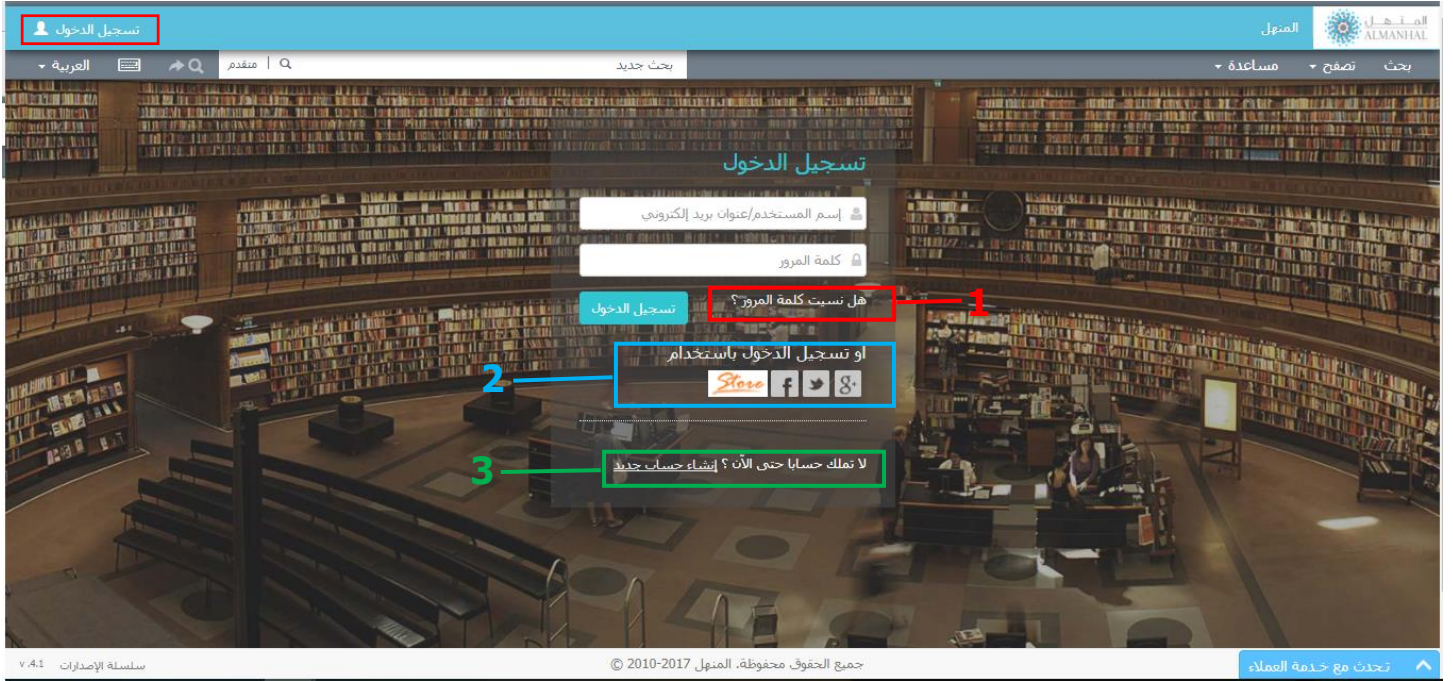 المنهل
ALMANHAL
المنهل
تسجيل الدخول
بحث
تصفح
مساعدة
بحث جديد
متقدم
العربية
تسجيل الدخول
إسم المستخدم/عنوان بريد إلكتروني
كلمة المرور
هل نسيت كلمة المرور ؟
1
تسجيل الدخول
او تسجيل الدخول باستخدام
2
Store f g+
لا تملك حسابا حتى الآن ؟ إنشاء حساب جديد
3
تحدث مع خدمة العملاء
جميع الحقوق محفوظة. المنهل 2017-2010 ©
سلسلة الإصدارات v .4.1